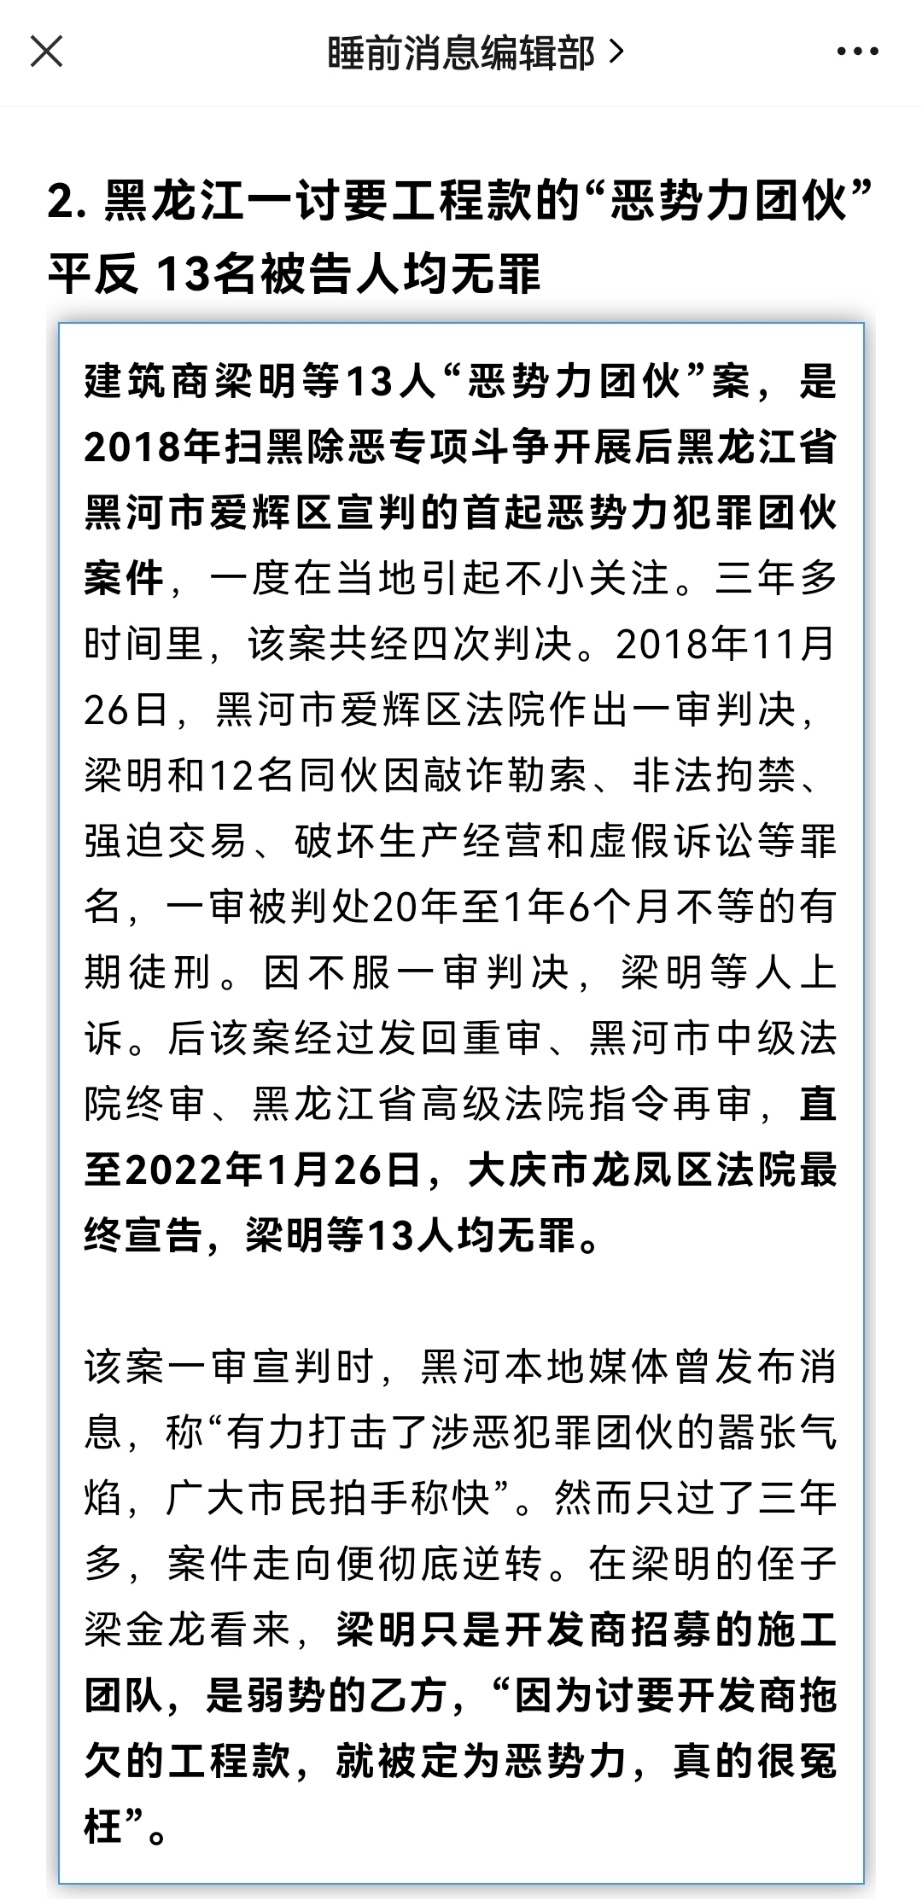 睡前消息编辑部
2. 黑龙江一讨要工程款的“恶势力团伙”
平反 13名被告人均无罪
建筑商梁明等13人“恶势力团伙”案，是
2018年扫黑除恶专项斗争开展后黑龙江省
黑河市爱辉区宣判的首起恶势力犯罪团伙
案件，一度在当地引起不小关注。三年多
时间里，该案共经四次判决。2018年11月
26日，黑河市爱辉区法院作出一审判决，
梁明和12名同伙因敲诈勒索、非法拘禁、
强迫交易、破坏生产经营和虚假诉讼等罪
名，一审被判处20年至1年6个月不等的有
期徒刑。因不服一审判决，梁明等人上
诉。后该案经过发回重审、黑河市中级法
院终审、黑龙江省高级法院指令再审，直
至2022年1月26日，大庆市龙凤区法院最
终宣告，梁明等13人均无罪。
该案一审宣判时，黑河本地媒体曾发布消
息，称“有力打击了涉恶犯罪团伙的嚣张气
焰，广大市民拍手称快”。然而只过了三年
多，案件走向便彻底逆转。在梁明的侄子
梁金龙看来，梁明只是开发商招募的施工
团队，是弱势的乙方，“因为讨要开发商拖
欠的工程款，就被定为恶势力，真的很冤
枉”。